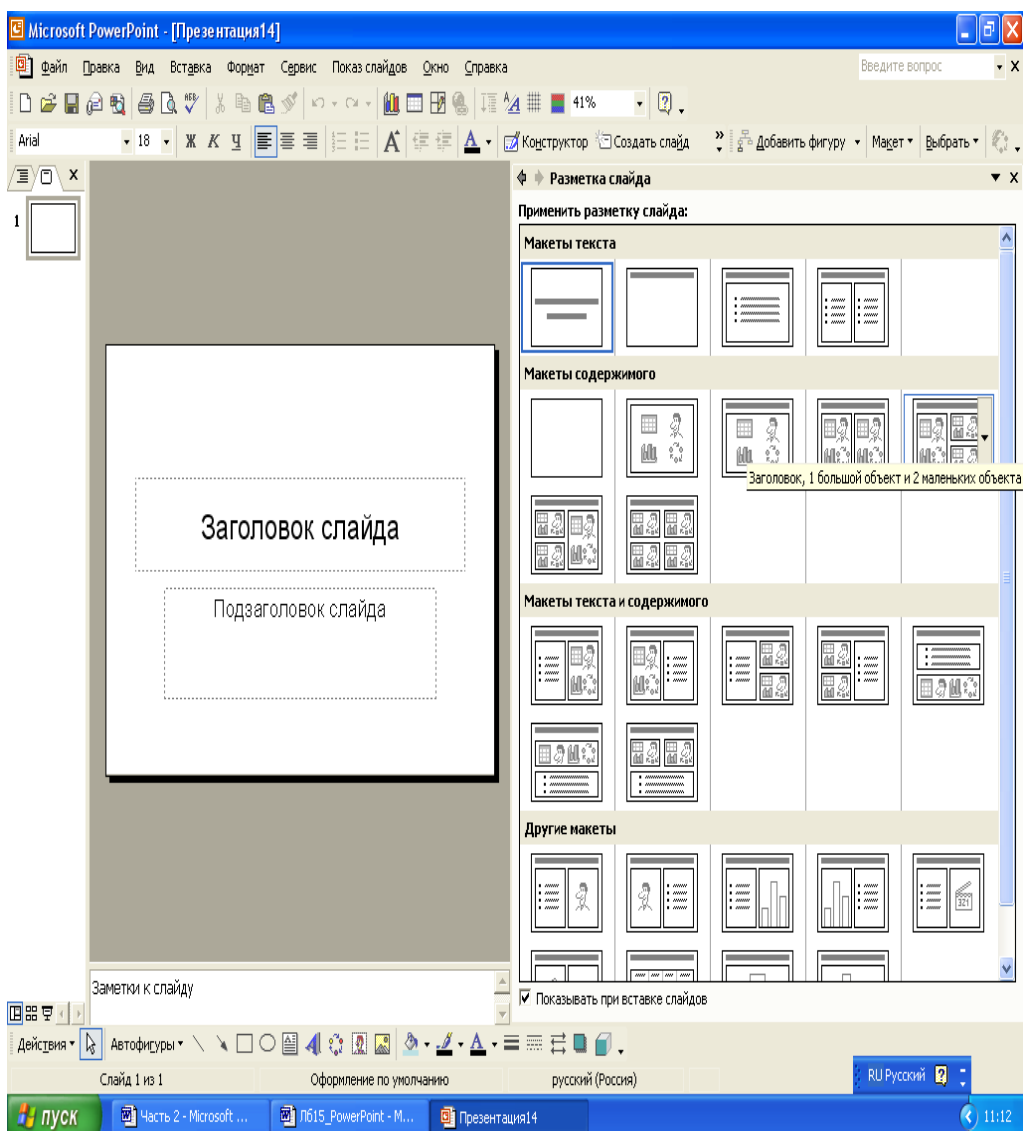 Microsoft PowerPoint - [Презентация14]
Файл Правка Вид Вставка Формат Сервис Показ слайдов Окно Справка Введите вопрос
41%
Arial 18 Ж К Ч Конструктор Создать слайд Добавить фигуру Макет Выбрать
Разметка слайда
1
Применить разметку слайда:
Макеты текста
Макеты содержимого
Заголовок, 1 большой объект и 2 маленьких объекта
Заголовок слайда
Подзаголовок слайда
Макеты текста и содержимого
Другие макеты
Заметки к слайду
Показывать при вставке слайдов
Действия Автофигуры
Слайд 1 из 1 Оформление по умолчанию русский (Россия) RU Русский
пуск Часть 2 - Microsoft ... Лб15_PowerPoint - M... Презентация14 11:12